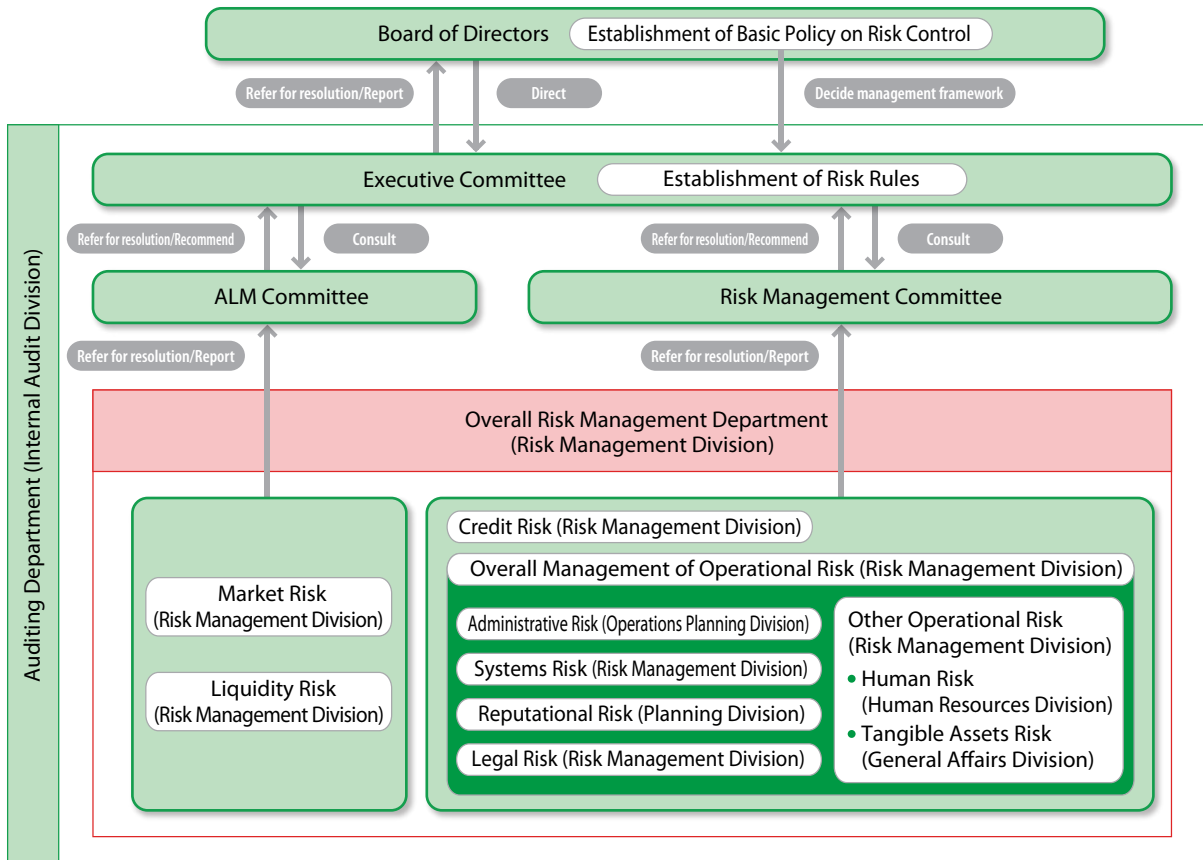 Board of Directors
Establishment of Basic Policy on Risk Control
Refer for resolution/Report
Direct
Decide management framework
Auditing Department (Internal Audit Division)
Executive Committee
Establishment of Risk Rules
Refer for resolution/Recommend
Consult
Refer for resolution/Recommend
Consult
ALM Committee
Risk Management Committee
Refer for resolution/Report
Refer for resolution/Report
Overall Risk Management Department
(Risk Management Division)
Market Risk
(Risk Management Division)
Liquidity Risk
(Risk Management Division)
Credit Risk (Risk Management Division)
Overall Management of Operational Risk (Risk Management Division)
Administrative Risk (Operations Planning Division)
Systems Risk (Risk Management Division)
Reputational Risk (Planning Division)
Legal Risk (Risk Management Division)
Other Operational Risk
(Risk Management Division)
• Human Risk
(Human Resources Division)
• Tangible Assets Risk
(General Affairs Division)